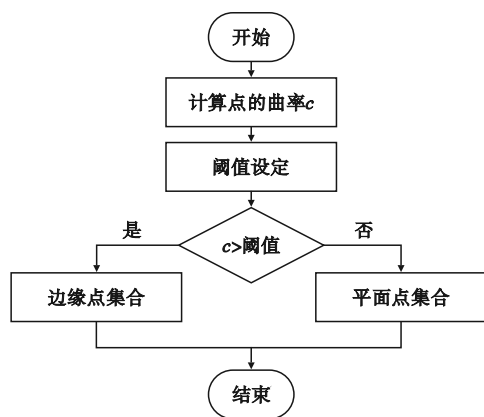 开始
计算点的曲率c
阈值设定
c>阈值
是
否
边缘点集合
平面点集合
结束